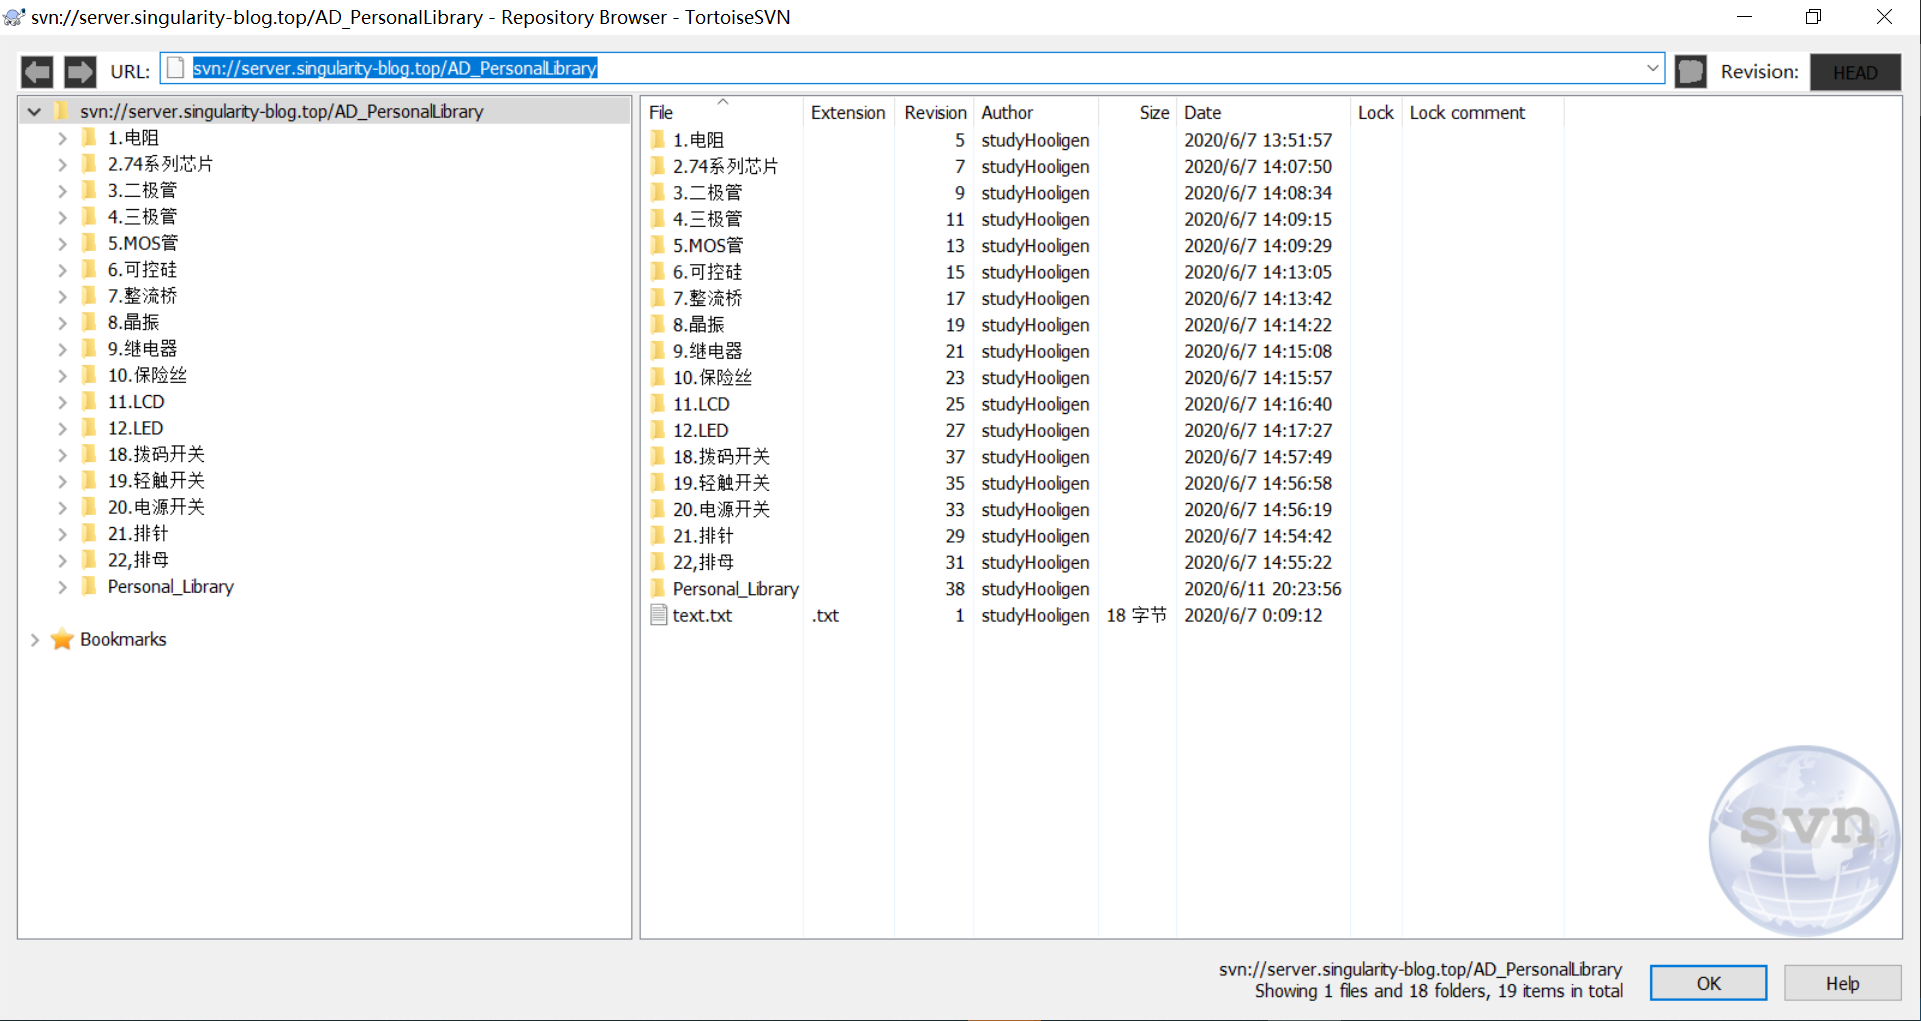 svn://server.singularity-blog.top/AD_PersonalLibrary - Repository Browser - TortoiseSVN
URL: svn://server.singularity-blog.top/AD_PersonalLibrary Revision: HEAD
svn://server.singularity-blog.top/AD_PersonalLibrary
1.电阻
2.74系列芯片
3.二极管
4.三极管
5.MOS管
6.可控硅
7.整流桥
8.晶振
9.继电器
10.保险丝
11.LCD
12.LED
18.拨码开关
19.轻触开关
20.电源开关
21.排针
22,排母
Personal_Library
Bookmarks
File Extension Revision Author Size Date Lock Lock comment
1.电阻 5 studyHooligen 2020/6/7 13:51:57
2.74系列芯片 7 studyHooligen 2020/6/7 14:07:50
3.二极管 9 studyHooligen 2020/6/7 14:08:34
4.三极管 11 studyHooligen 2020/6/7 14:09:15
5.MOS管 13 studyHooligen 2020/6/7 14:09:29
6.可控硅 15 studyHooligen 2020/6/7 14:13:05
7.整流桥 17 studyHooligen 2020/6/7 14:13:42
8.晶振 19 studyHooligen 2020/6/7 14:14:22
9.继电器 21 studyHooligen 2020/6/7 14:15:08
10.保险丝 23 studyHooligen 2020/6/7 14:15:57
11.LCD 25 studyHooligen 2020/6/7 14:16:40
12.LED 27 studyHooligen 2020/6/7 14:17:27
18.拨码开关 37 studyHooligen 2020/6/7 14:57:49
19.轻触开关 35 studyHooligen 2020/6/7 14:56:58
20.电源开关 33 studyHooligen 2020/6/7 14:56:19
21.排针 29 studyHooligen 2020/6/7 14:54:42
22,排母 31 studyHooligen 2020/6/7 14:55:22
Personal_Library 38 studyHooligen 2020/6/11 20:23:56
text.txt .txt 1 studyHooligen 18 字节 2020/6/7 0:09:12
svn
svn://server.singularity-blog.top/AD_PersonalLibrary
Showing 1 files and 18 folders, 19 items in total
OK Help